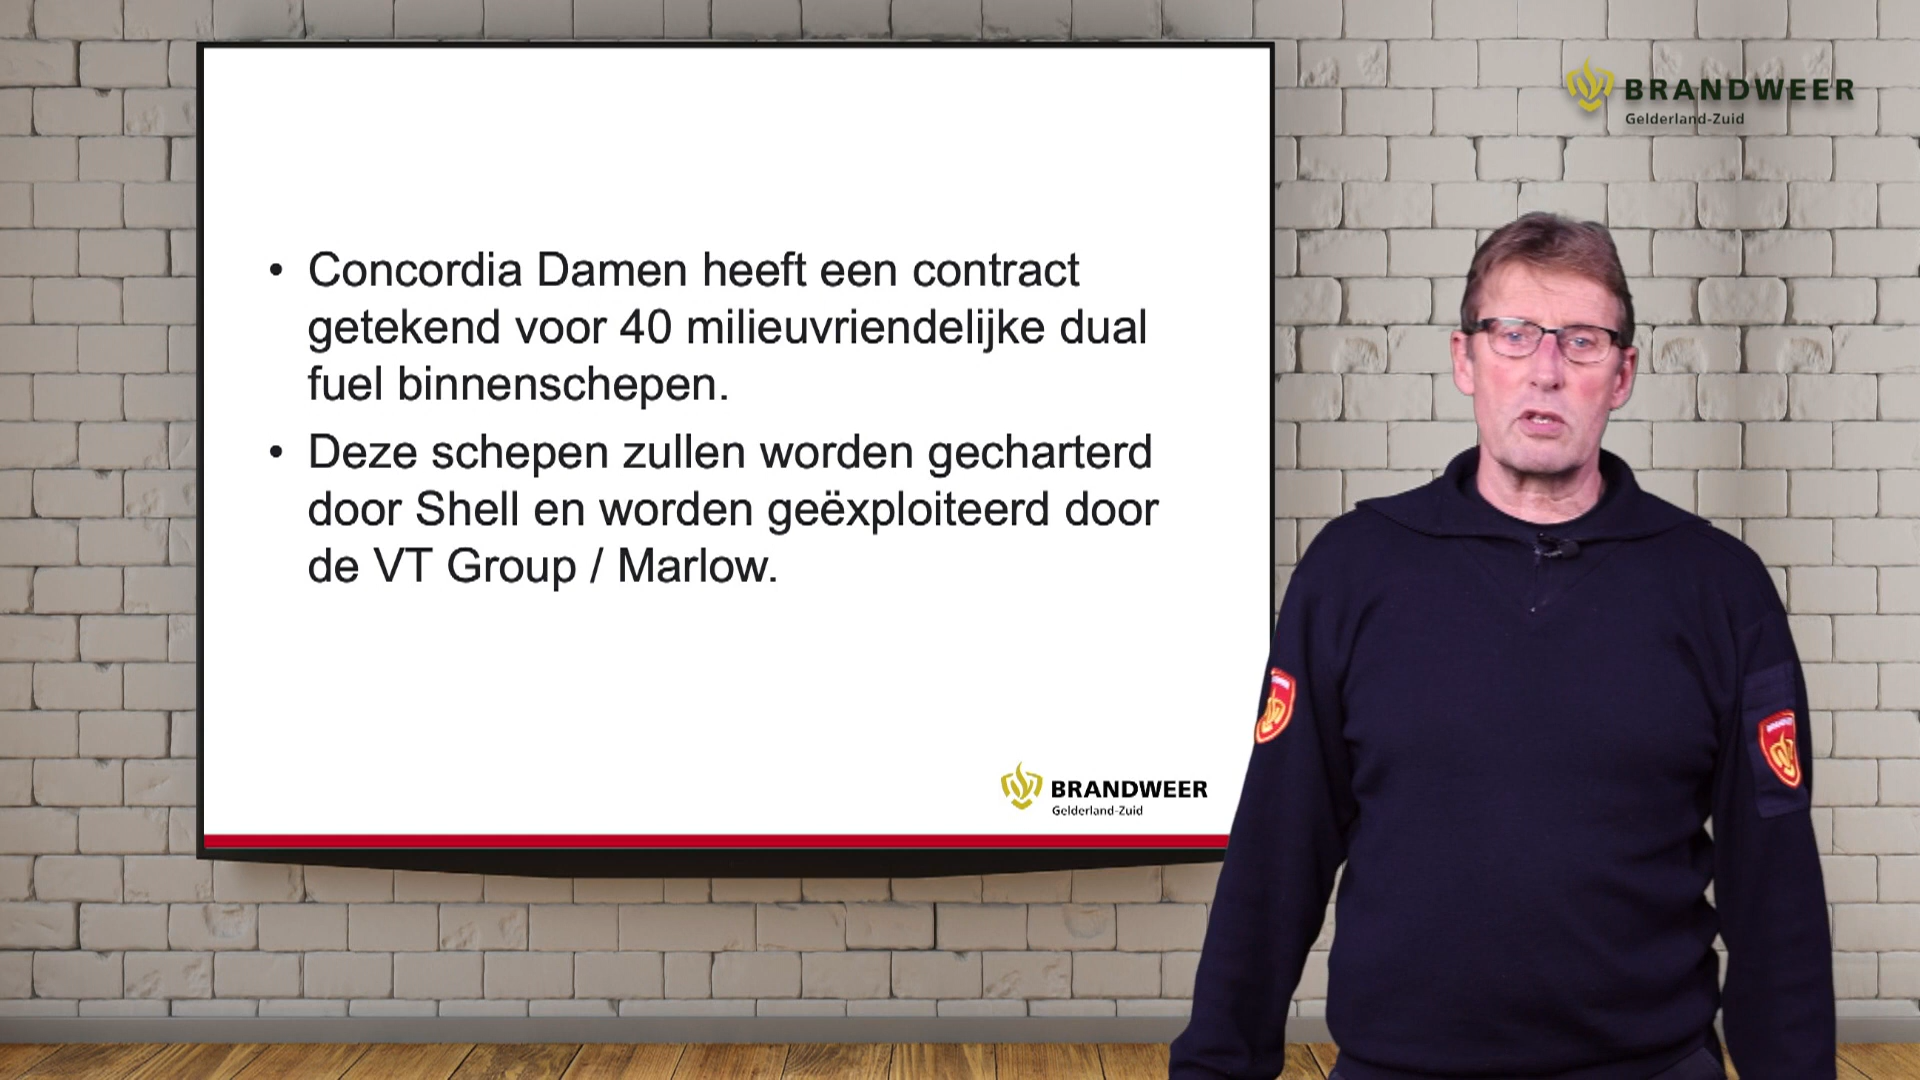 BRANDWEER
Gelderland-Zuid
• Concordia Damen heeft een contract
getekend voor 40 milieuvriendelijke dual
fuel binnenschepen.
• Deze schepen zullen worden gecharterd
door Shell en worden geëxploiteerd door
de VT Group / Marlow.
BRANDWEER
Gelderland-Zuid